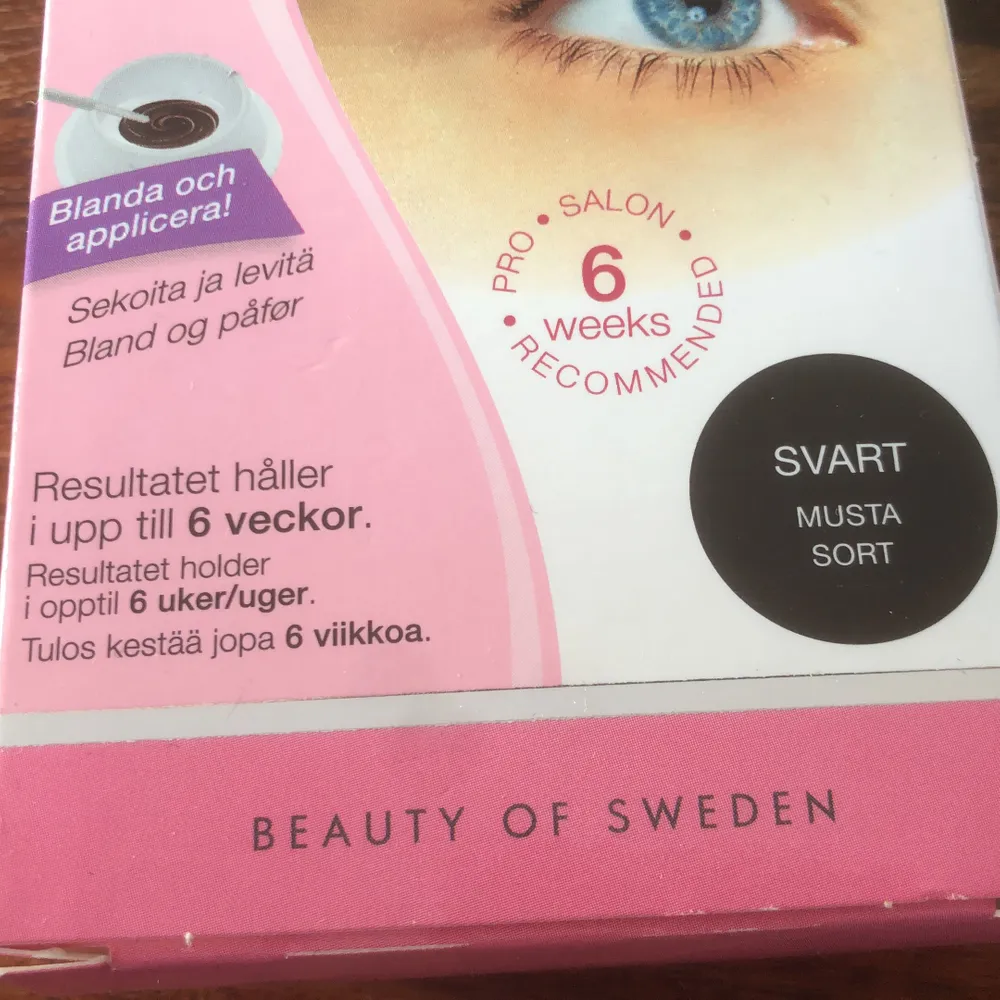 Blanda och
applicera!
Sekoita ja levitä
Bland og påfør
PRO • SALON • RECOMMENDED •
6
weeks
SVART
MUSTA
SORT
Resultatet håller
i upp till 6 veckor.
Resultatet holder
i opptil 6 uker/uger.
Tulos kestää jopa 6 viikkoa.
BEAUTY OF SWEDEN